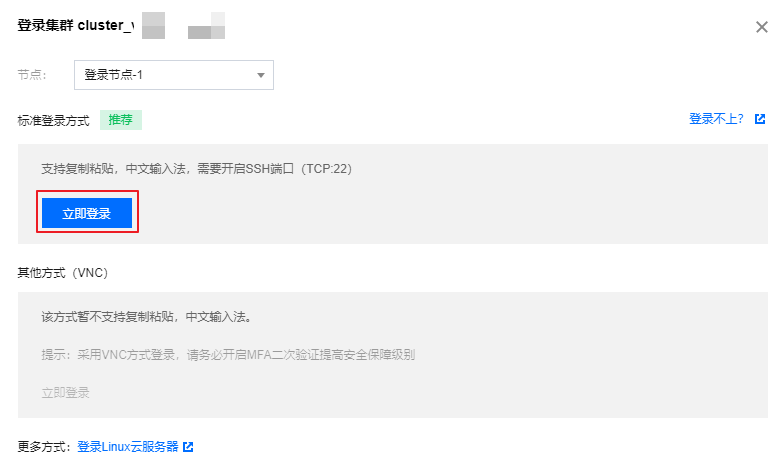 登录集群 cluster_v
节点：
登录节点-1
标准登录方式 推荐 登录不上？
支持复制粘贴，中文输入法，需要开启SSH端口（TCP:22）
立即登录
其他方式（VNC）
该方式暂不支持复制粘贴，中文输入法。
提示：采用VNC方式登录，请务必开启MFA二次验证提高安全保障级别
立即登录
更多方式：登录Linux云服务器